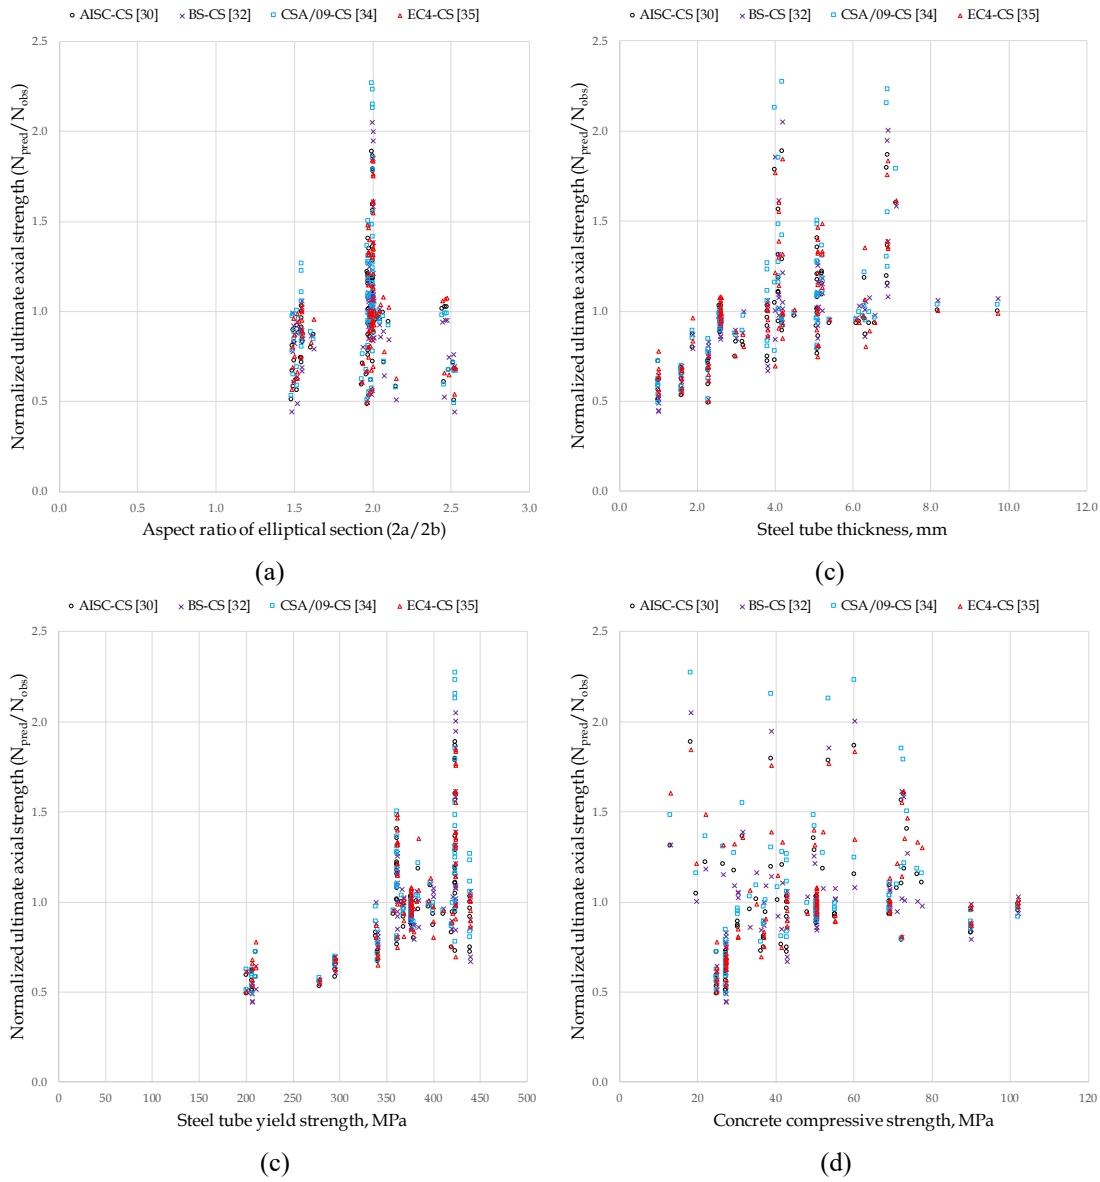 AISC-CS [30] BS-CS [32] CSA/09-CS [34] EC4-CS [35]
Normalized ultimate axial strength (Npred/ Nobs)
2.5
2.0
1.5
1.0
0.5
0.0
0.0 0.5 1.0 1.5 2.0 2.5 3.0
Aspect ratio of elliptical section (2a/2b)
(a)
AISC-CS [30] BS-CS [32] CSA/09-CS [34] EC4-CS [35]
Normalized ultimate axial strength (Npred/ Nobs)
2.5
2.0
1.5
1.0
0.5
0.0
0.0 2.0 4.0 6.0 8.0 10.0 12.0
Steel tube thickness, mm
(c)
AISC-CS [30] BS-CS [32] CSA/09-CS [34] EC4-CS [35]
Normalized ultimate axial strength (Npred/ Nobs)
2.5
2.0
1.5
1.0
0.5
0.0
0 50 100 150 200 250 300 350 400 450 500
Steel tube yield strength, MPa
(c)
AISC-CS [30] BS-CS [32] CSA/09-CS [34] EC4-CS [35]
Normalized ultimate axial strength (Npred/ Nobs)
2.5
2.0
1.5
1.0
0.5
0.0
0 20 40 60 80 100 120
Concrete compressive strength, MPa
(d)